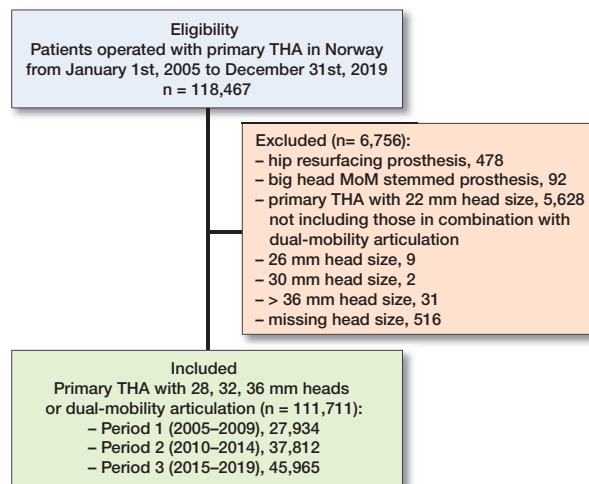 Eligibility
Patients operated with primary THA in Norway
from January 1st, 2005 to December 31st, 2019
n = 118,467
Excluded (n= 6,756):
– hip resurfacing prosthesis, 478
– big head MoM stemmed prosthesis, 92
– primary THA with 22 mm head size, 5,628
not including those in combination with
dual-mobility articulation
– 26 mm head size, 9
– 30 mm head size, 2
– > 36 mm head size, 31
– missing head size, 516
Included
Primary THA with 28, 32, 36 mm heads
or dual-mobility articulation (n = 111,711):
– Period 1 (2005–2009), 27,934
– Period 2 (2010–2014), 37,812
– Period 3 (2015–2019), 45,965